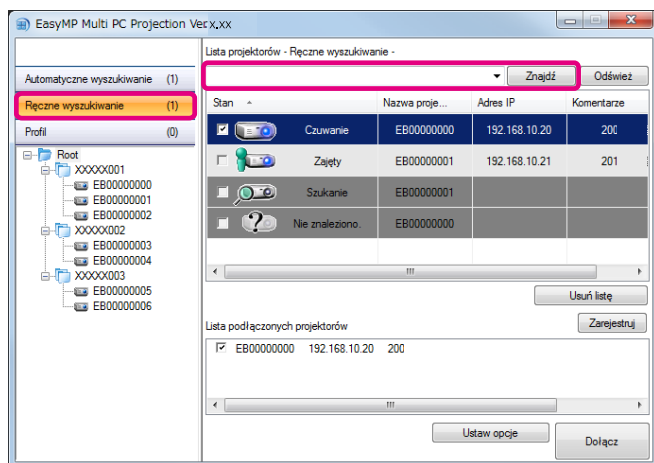 EasyMP Multi PC Projection Ver.x.xx
Lista projektorów - Ręczne wyszukiwanie -
Automatyczne wyszukiwanie (1)
Znajdź
Odśwież
Ręczne wyszukiwanie (1)
Stan
Nazwa proje...
Adres IP
Komentarze
Profil (0)
Czuwanie EB00000000 192.168.10.20 200
Zajęty EB00000001 192.168.10.21 201
Szukanie EB00000001
Nie znaleziono. EB00000000
Root
XXXXX001
EB00000000
EB00000001
EB00000002
XXXXX002
EB00000003
EB00000004
XXXXX003
EB00000005
EB00000006
Usuń listę
Lista podłączonych projektorów
Zarejestruj
EB00000000 192.168.10.20 200
Ustaw opcje
Dołącz